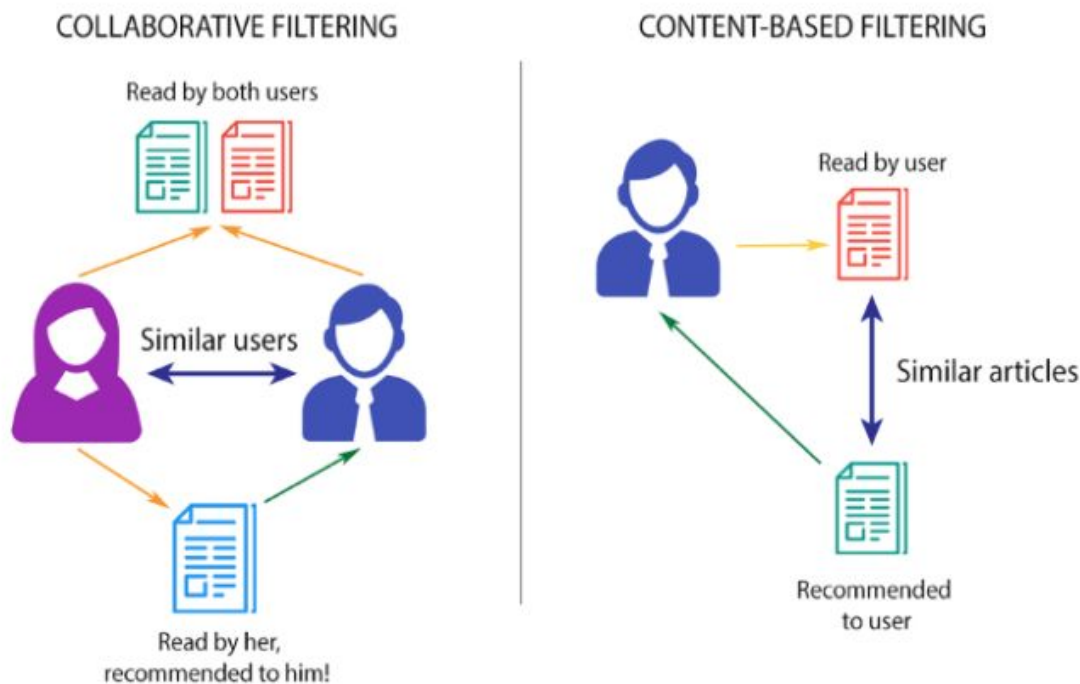 COLLABORATIVE FILTERING
Read by both users
Similar users
Read by her,
recommended to him!
CONTENT-BASED FILTERING
Read by user
Similar articles
Recommended
to user